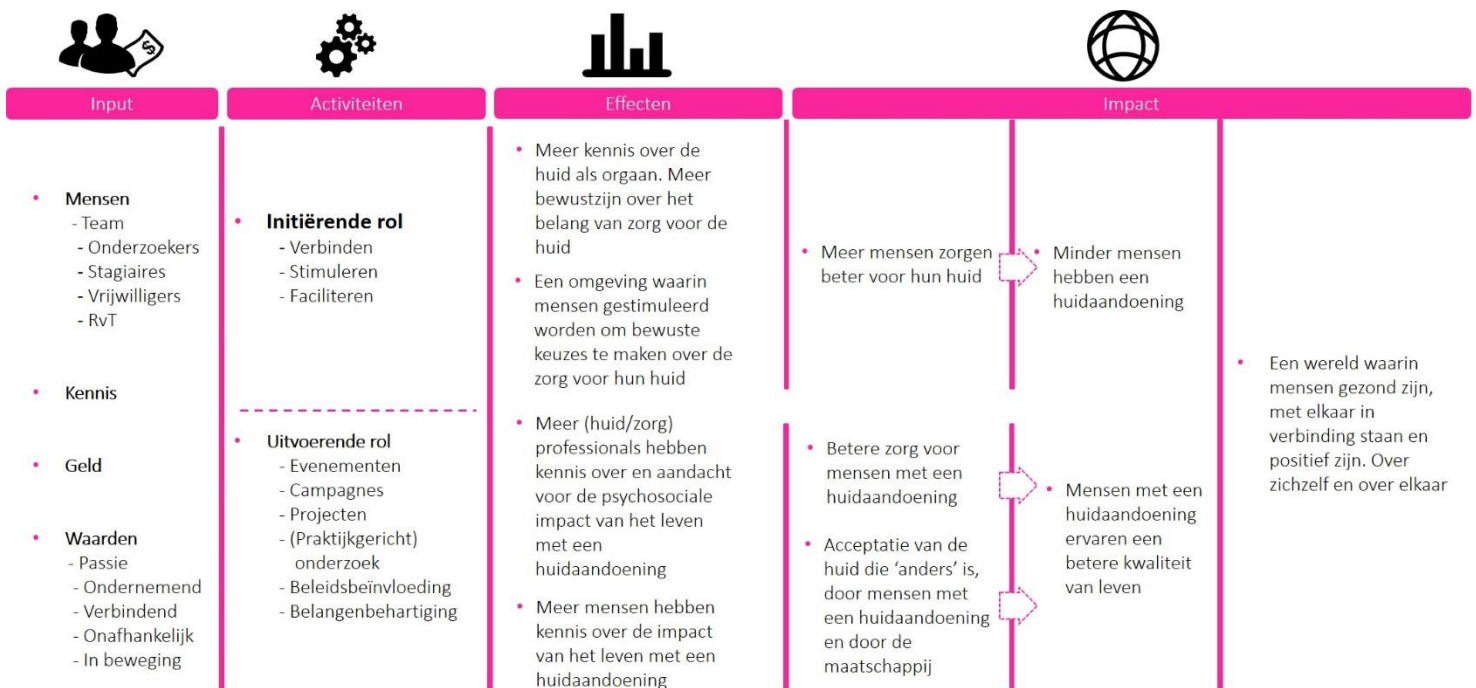 $
Input
Activiteiten
Effecten
Impact
• Mensen
- Team
- Onderzoekers
- Stagiaires
- Vrijwilligers
- RvT
• Kennis
• Geld
• Waarden
- Passie
- Ondernemend
- Verbindend
- Onafhankelijk
- In beweging
• Initiërende rol
- Verbinden
- Stimuleren
- Faciliteren
• Uitvoerende rol
- Evenementen
- Campagnes
- Projecten
- (Praktijkgericht)
onderzoek
- Beleidsbeïnvloeding
- Belangenbehartiging
• Meer kennis over de
huid als orgaan. Meer
bewustzijn over het
belang van zorg voor de
huid
• Een omgeving waarin
mensen gestimuleerd
worden om bewuste
keuzes te maken over de
zorg voor hun huid
• Meer (huid/zorg)
professionals hebben
kennis over en aandacht
voor de psychosociale
impact van het leven
met een
huidaandoening
• Meer mensen hebben
kennis over de impact
van het leven met een
huidaandoening
• Meer mensen zorgen
beter voor hun huid
• Betere zorg voor
mensen met een
huidaandoening
• Acceptatie van de
huid die ‘anders’ is,
door mensen met
een huidaandoening
en door de
maatschappij
• Minder mensen
hebben een
huidaandoening
• Mensen met een
huidaandoening
ervaren een
betere kwaliteit
van leven
• Een wereld waarin
mensen gezond zijn,
met elkaar in
verbinding staan en
positief zijn. Over
zichzelf en over elkaar